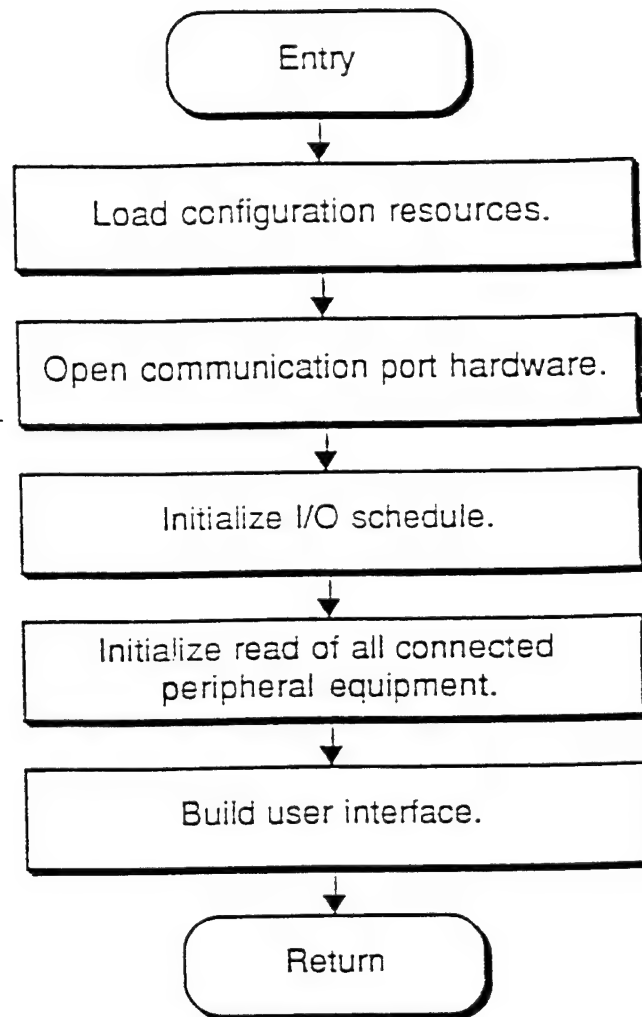 Entry
Load configuration resources.
Open communication port hardware.
Initialize I/O schedule.
Initialize read of all connected
peripheral equipment.
Build user interface.
Return